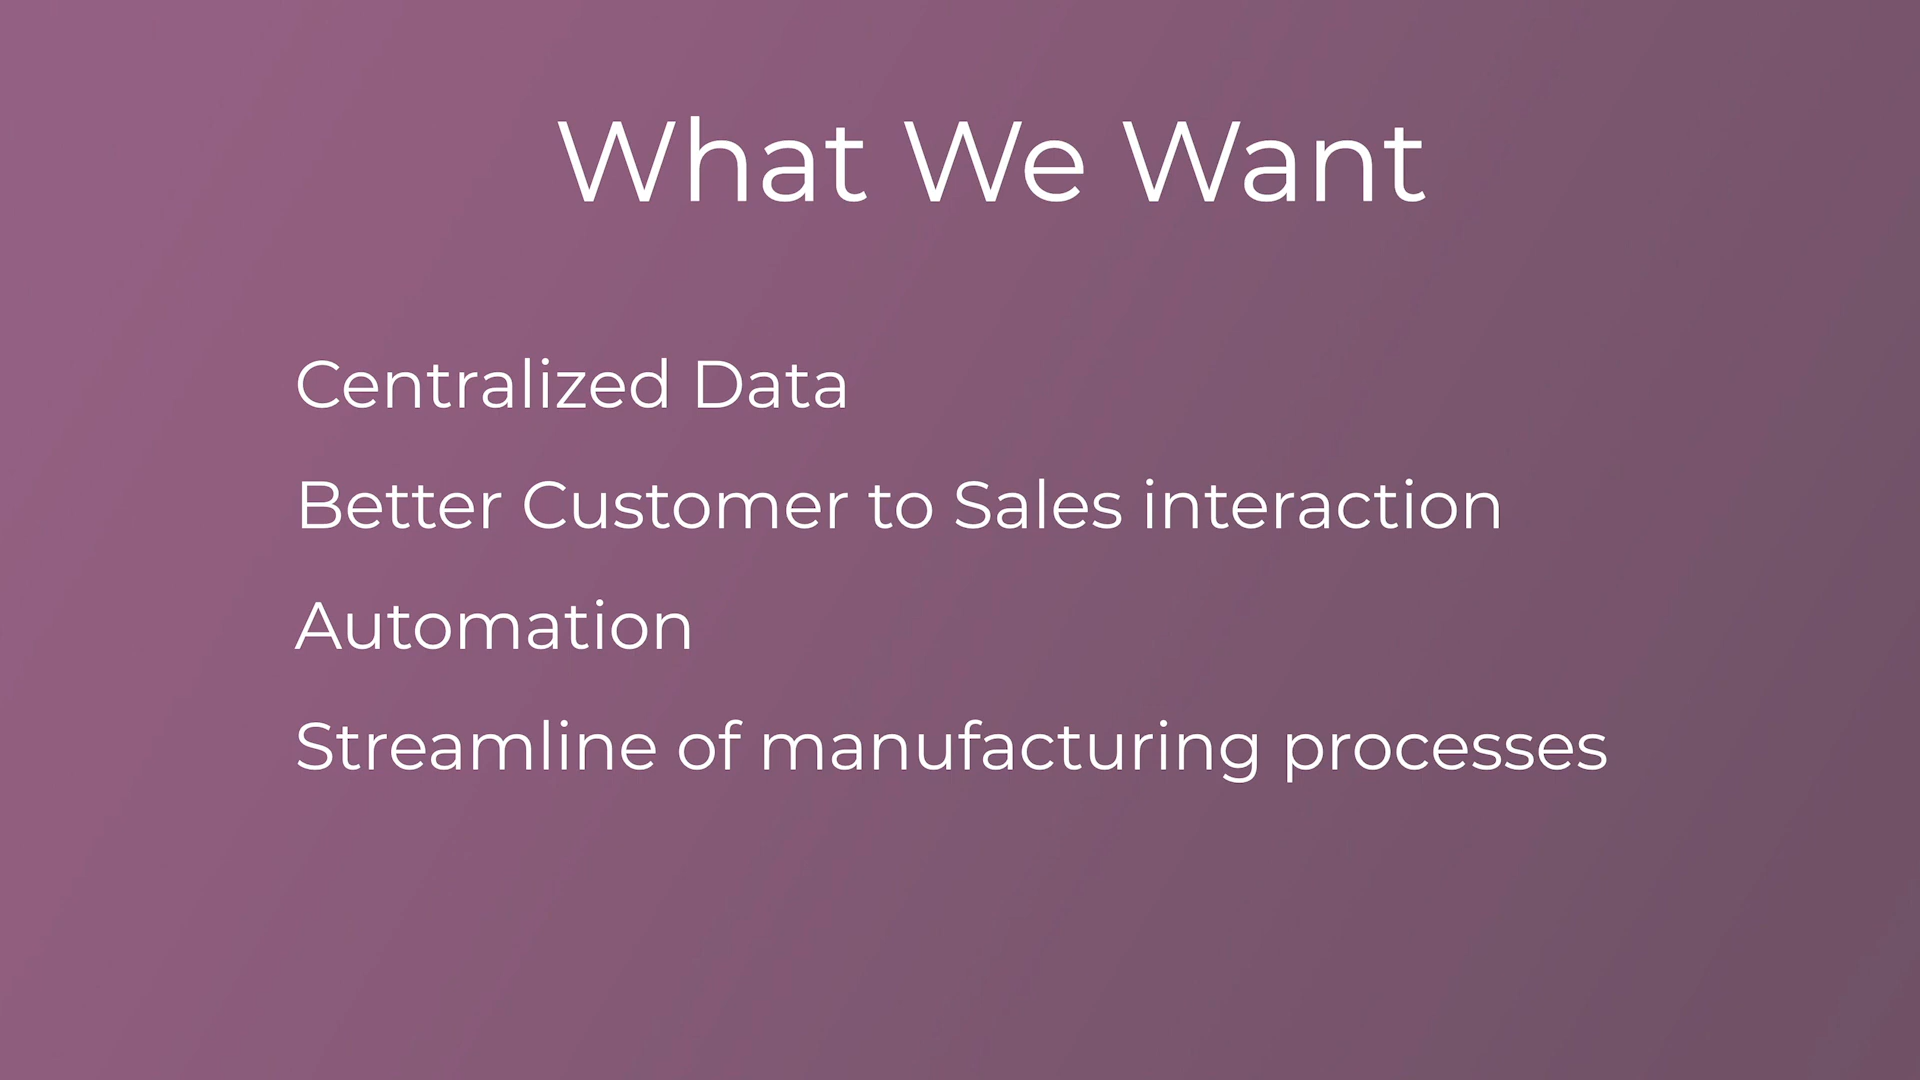 What We Want
Centralized Data
Better Customer to Sales interaction
Automation
Streamline of manufacturing processes